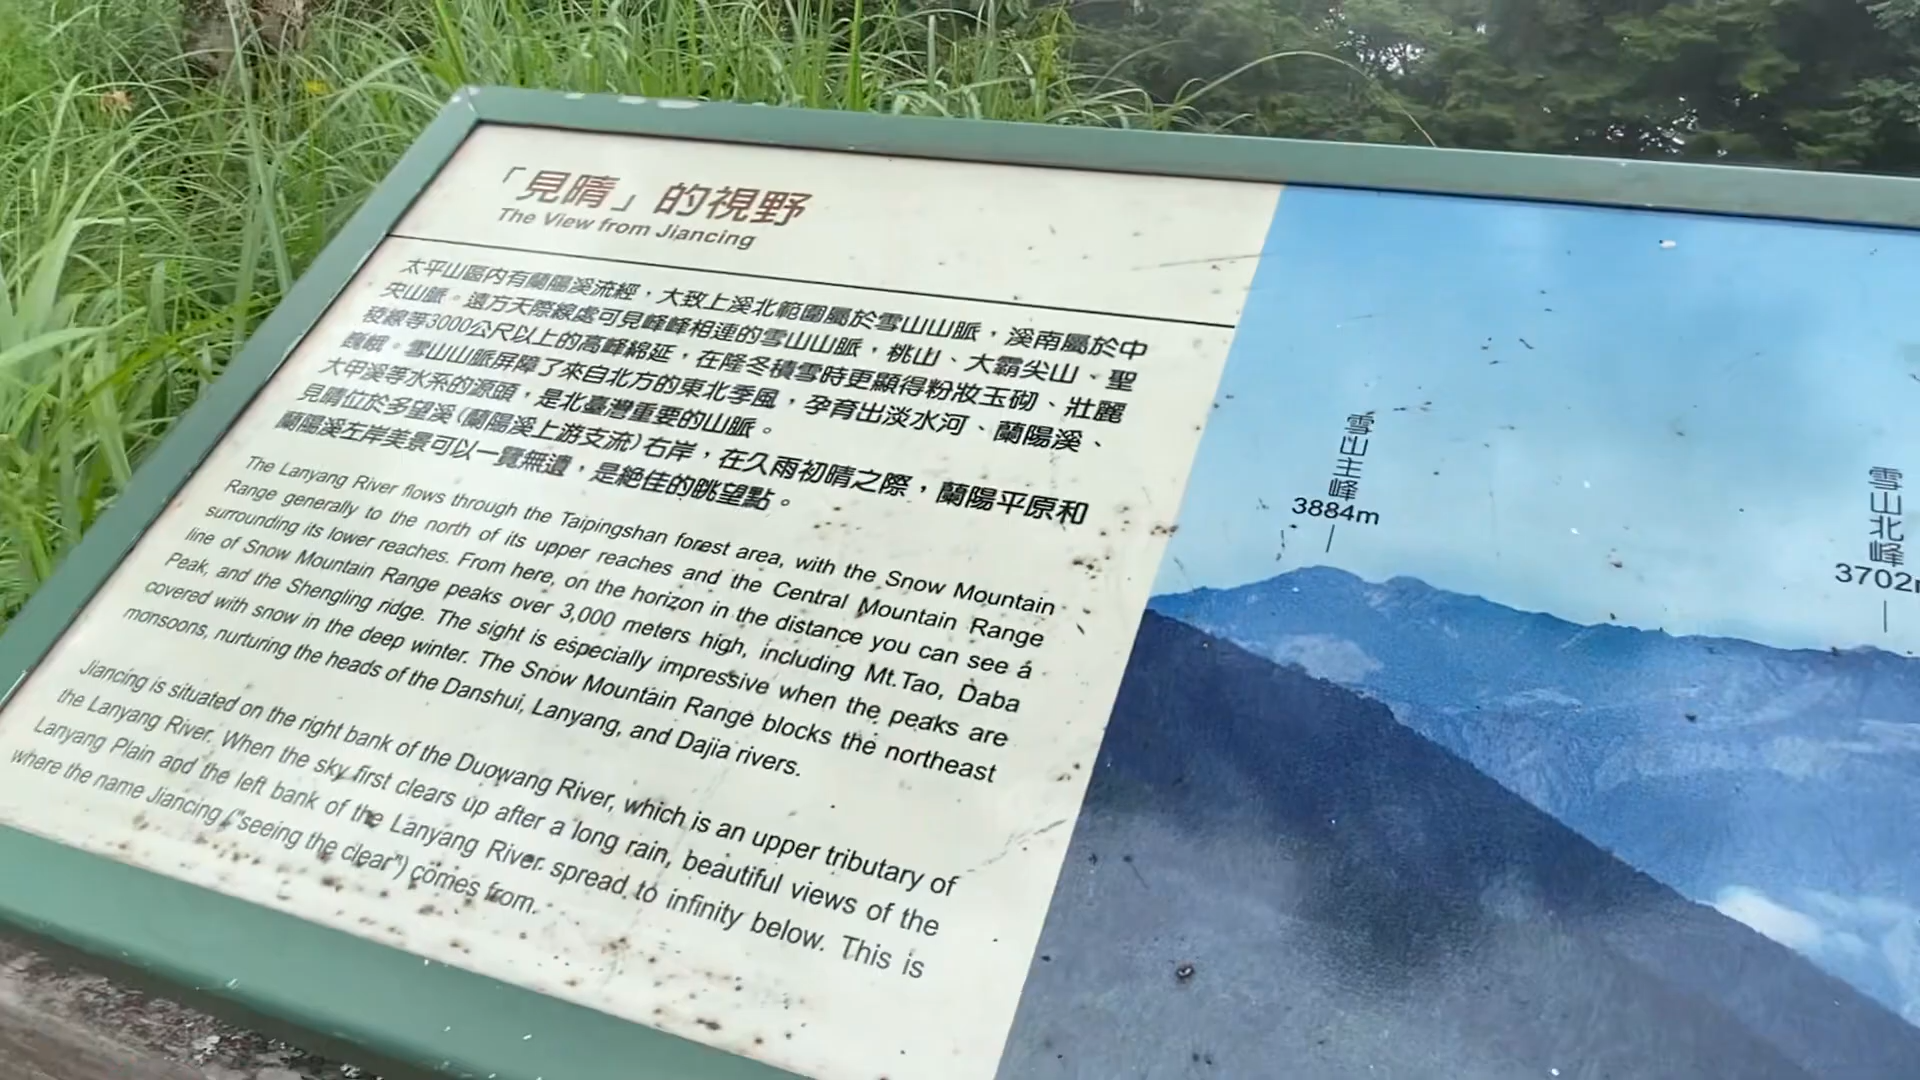 「見晴」的視野
The View from Jiancing
太平山區內有蘭陽溪流經，大致上溪北範圍屬於雪山山脈，溪南屬於中
央山脈。遠方天際線處可見峰峰相連的雪山山脈，桃山、大霸尖山、聖
稜線等3000公尺以上的高峰綿延，在隆冬積雪時更顯得粉妝玉砌、壯麗
巍峨。雪山山脈屏障了來自北方的東北季風，孕育出淡水河、蘭陽溪、
大甲溪等水系的源頭，是北臺灣重要的山脈。
見晴位於多望溪(蘭陽溪上游支流)右岸，在久雨初晴之際，蘭陽平原和
蘭陽溪左岸美景可以一覽無遺，是絕佳的眺望點。
The Lanyang River flows through the Taipingshan forest area, with the Snow Mountain
Range generally to the north of its upper reaches and the Central Mountain Range
surrounding its lower reaches. From here, on the horizon in the distance you can see a
line of Snow Mountain Range peaks over 3,000 meters high, including Mt.Tao, Daba
Peak, and the Shengling ridge. The sight is especially impressive when the peaks are
covered with snow in the deep winter. The Snow Mountain Range blocks the northeast
monsoons, nurturing the heads of the Danshui, Lanyang, and Dajia rivers.
Jiancing is situated on the right bank of the Duowang River, which is an upper tributary of
the Lanyang River. When the sky first clears up after a long rain, beautiful views of the
Lanyang Plain and the left bank of the Lanyang River spread to infinity below. This is
where the name Jiancing ("seeing the clear") comes from.
雪山主峰
3884m
雪山北峰
3702m